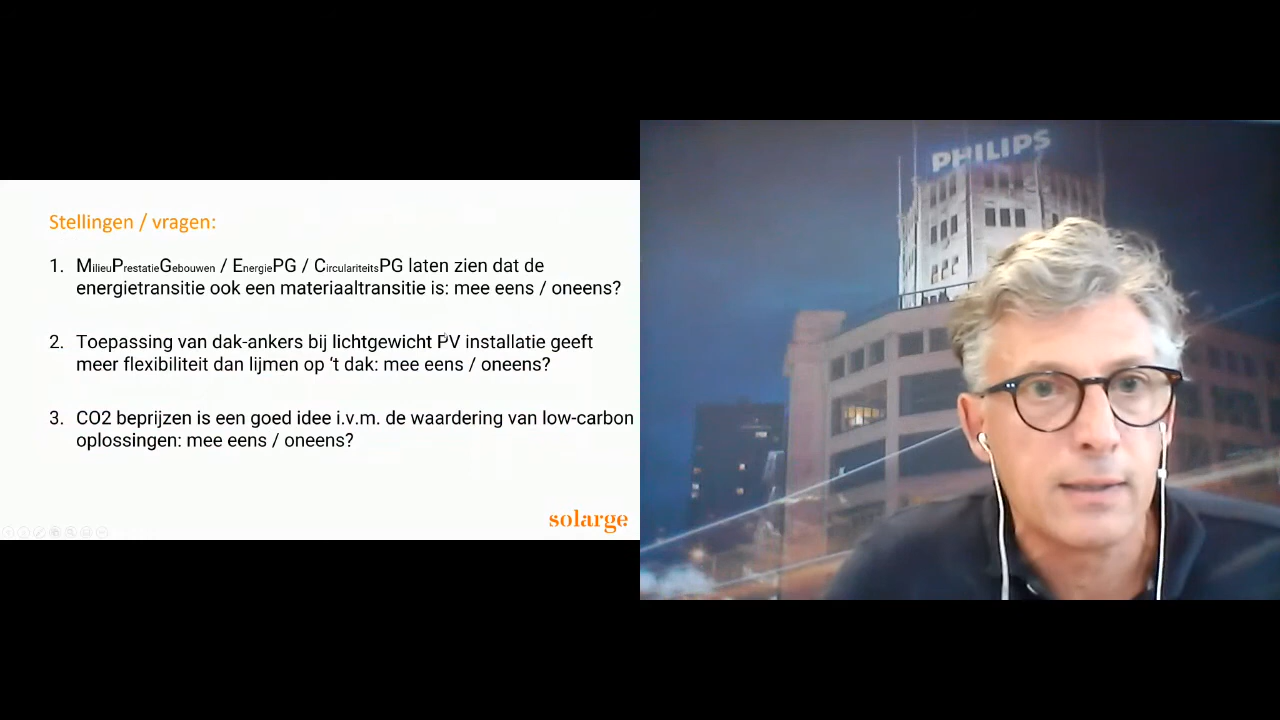 Stellingen / vragen:
1. MilieuPrestatieGebouwen / EnergiePG / CirculariteitsPG laten zien dat de
energietransitie ook een materiaaltransitie is: mee eens / oneens?
2. Toepassing van dak-ankers bij lichtgewicht PV installatie geeft
meer flexibiliteit dan lijmen op ‘t dak: mee eens / oneens?
3. CO2 beprijzen is een goed idee i.v.m. de waardering van low-carbon
oplossingen: mee eens / oneens?
solarge
PHILIPS